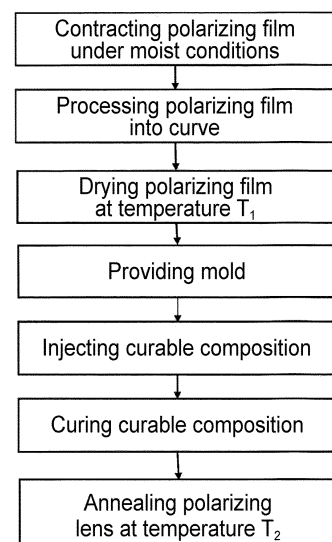 Contracting polarizing film
under moist conditions
Processing polarizing film
into curve
Drying polarizing film
at temperature T₁
Providing mold
Injecting curable composition
Curing curable composition
Annealing polarizing
lens at temperature T₂